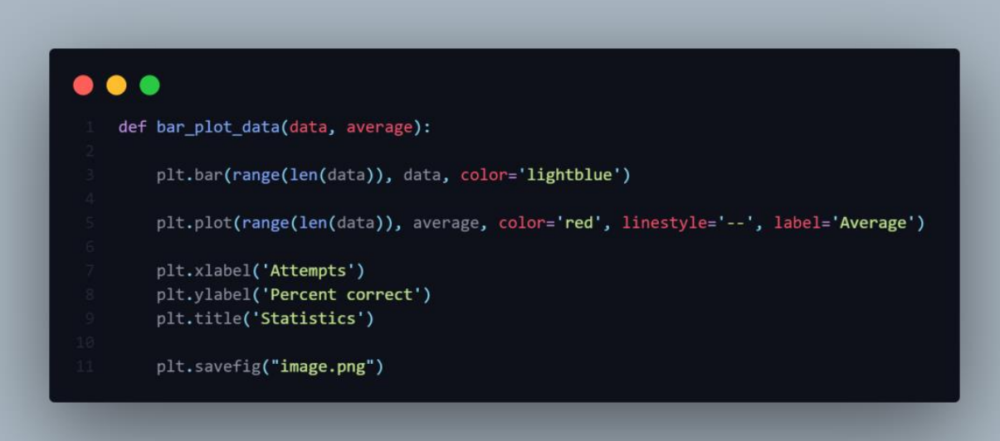 1 def bar_plot_data(data, average):
2
3 plt.bar(range(len(data)), data, color='lightblue')
4
5 plt.plot(range(len(data)), average, color='red', linestyle='--', label='Average')
6
7 plt.xlabel('Attempts')
8 plt.ylabel('Percent correct')
9 plt.title('Statistics')
10
11 plt.savefig("image.png")